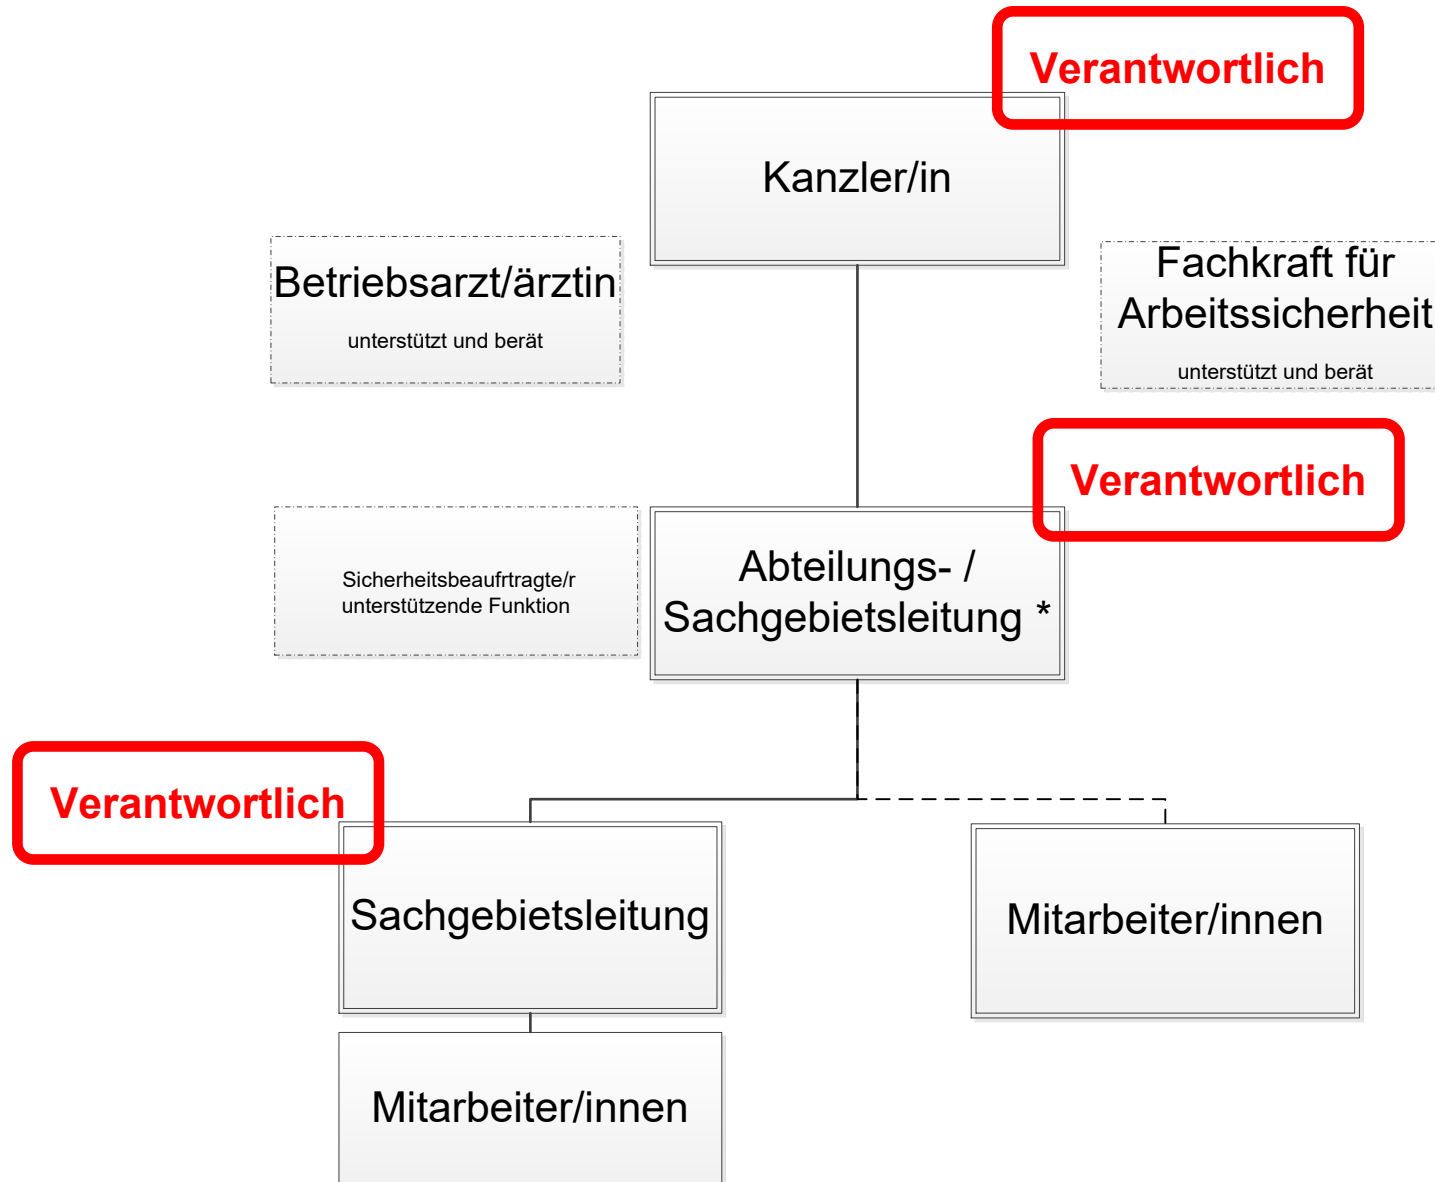 Verantwortlich
Kanzler/in
Betriebsarzt/ärztin
unterstützt und berät
Fachkraft für
Arbeitssicherheit
unterstützt und berät
Verantwortlich
Sicherheitsbeaufrtragte/r
unterstützende Funktion
Abteilungs- /
Sachgebietsleitung *
Verantwortlich
Sachgebietsleitung
Mitarbeiter/innen
Mitarbeiter/innen